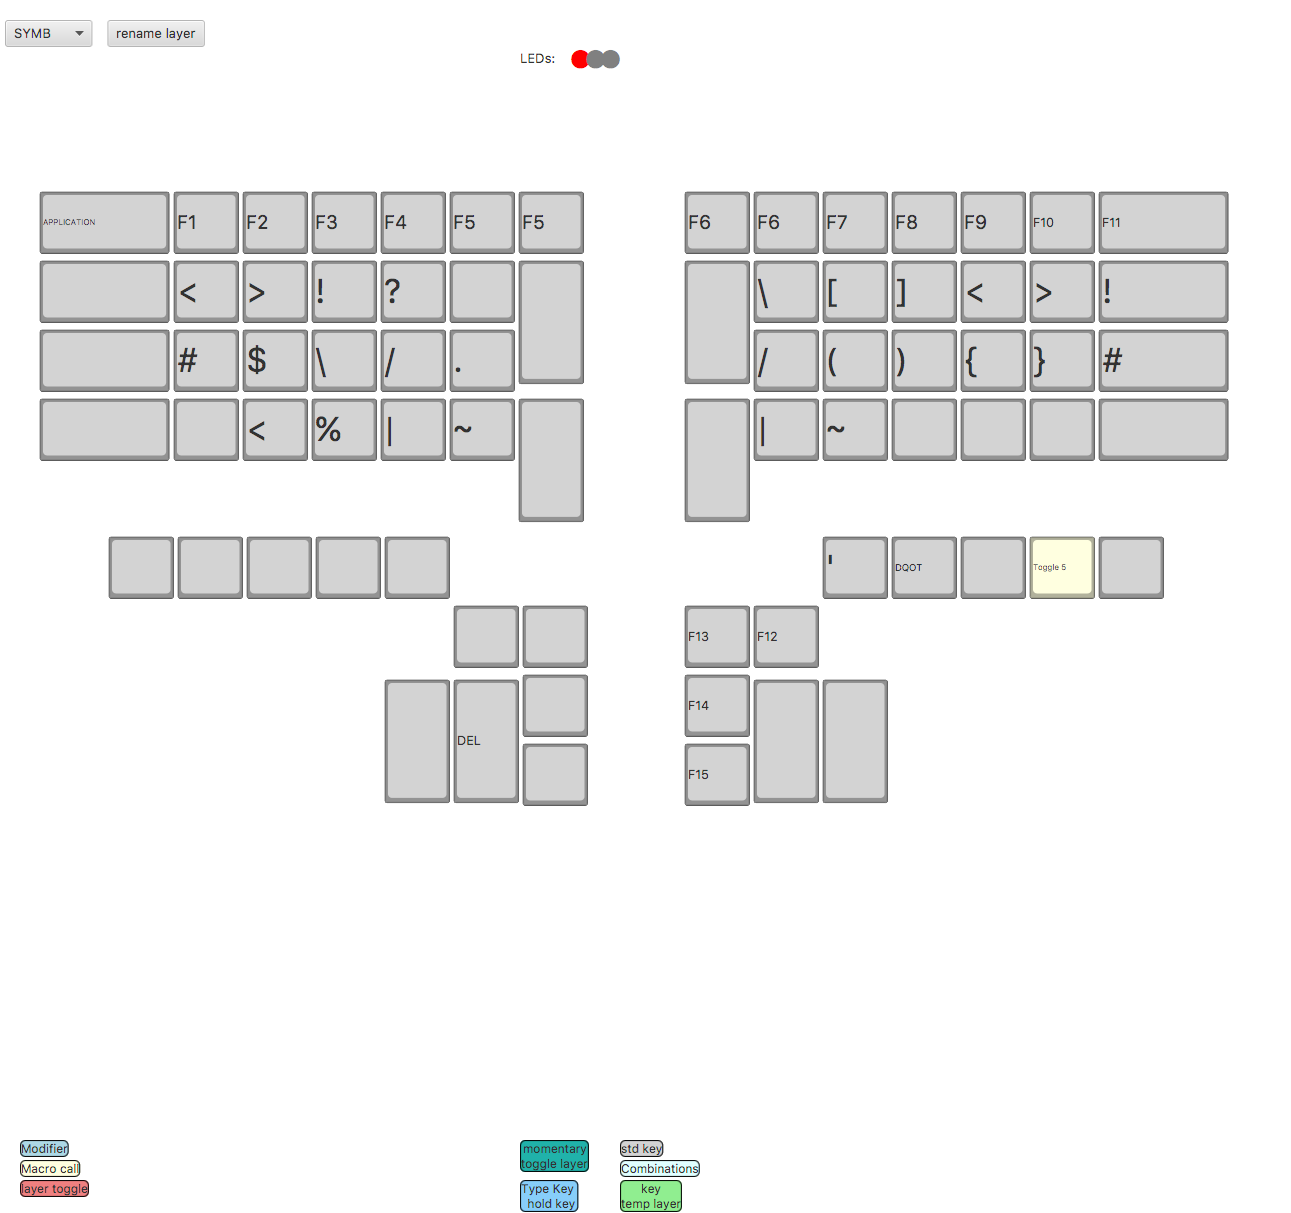 SYMB rename layer
LEDs:
APPLICATION F1 F2 F3 F4 F5 F5 F6 F6 F7 F8 F9 F10 F11
< > ! ? \ [ ] < > !
# $ \ / . / ( ) { } #
< % | ~ | ~
' DQOT Toggle 5
F13 F12
F14
DEL
F15
Modifier momentary std key
toggle layer
Macro call Combinations
layer toggle Type Key key
hold key temp layer